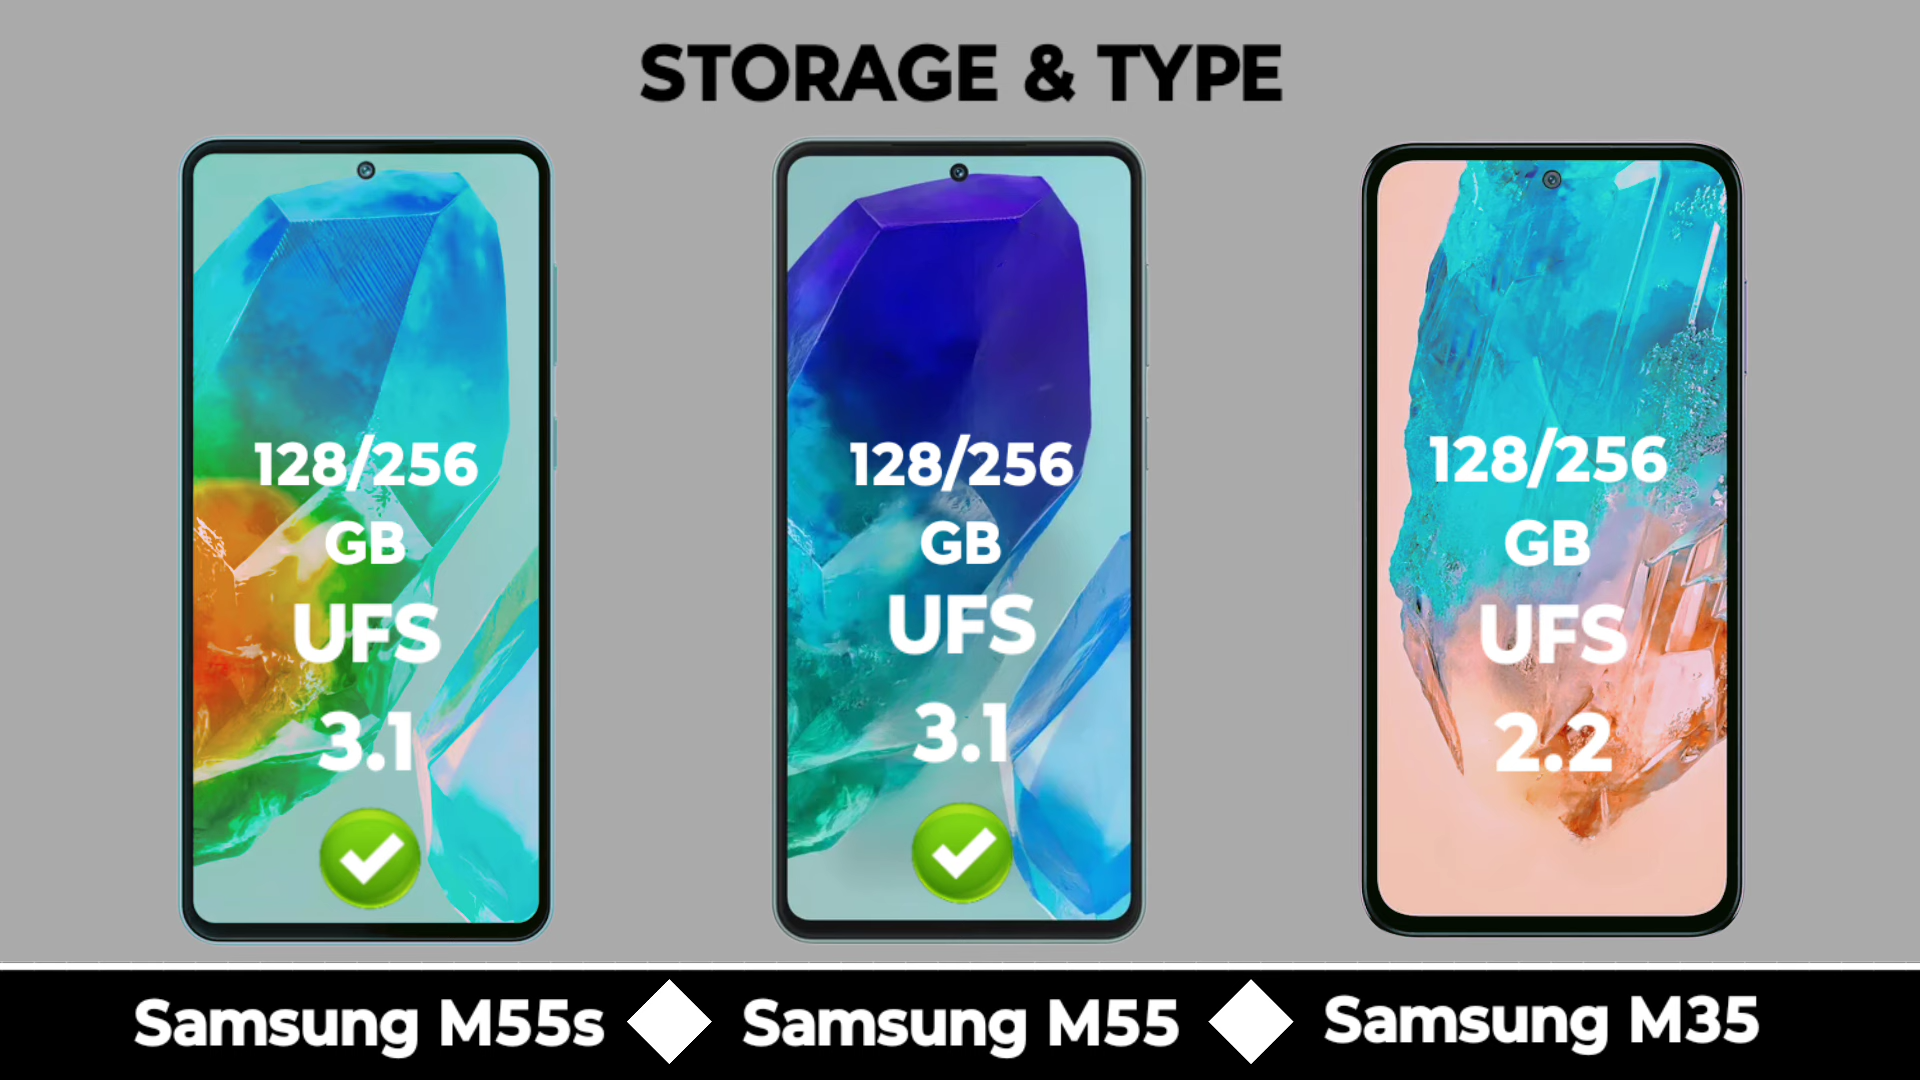 STORAGE & TYPE
128/256
GB
UFS
3.1
128/256
GB
UFS
3.1
128/256
GB
UFS
2.2
Samsung M55s
Samsung M55
Samsung M35